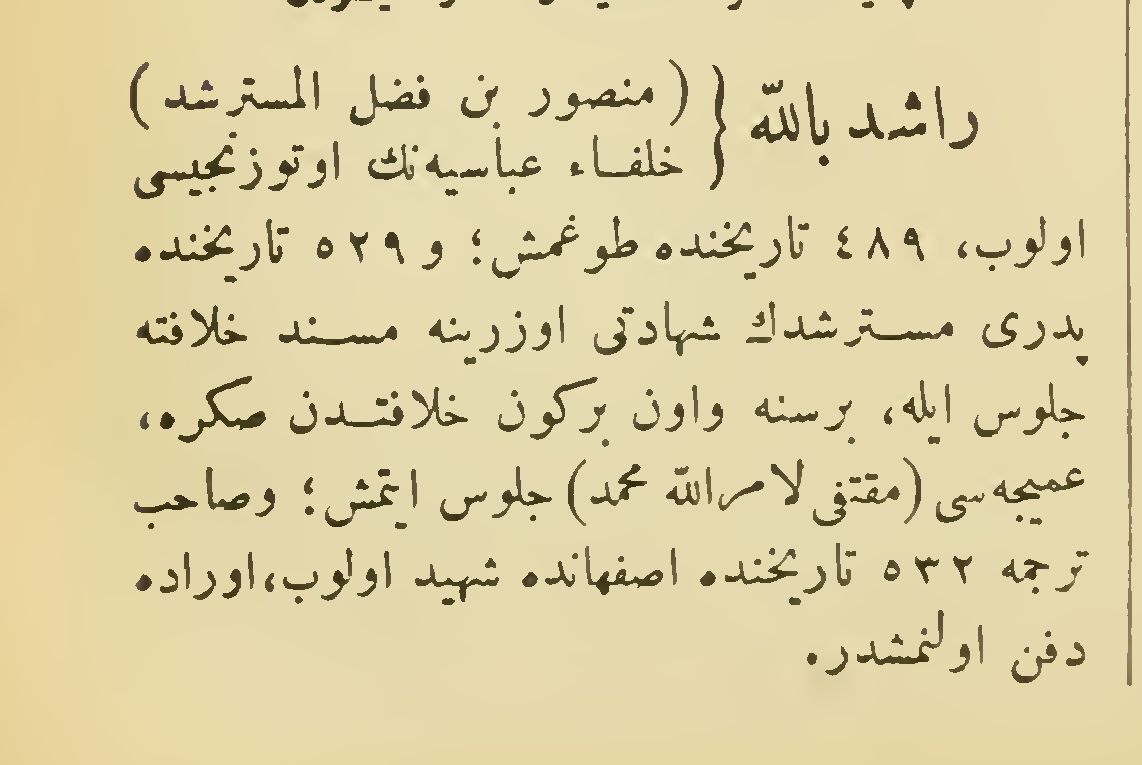 راشد بالله { (منصور بن فضل المسترشد)
خلفاء عباسیه‌نك اوتوزنجیسی
اولوب، ٤٨٩ تاریخنده طوغمش؛ و ٥٢٩ تاریخنده
پدری مسترشدك شهادتی اوزرینه مسند خلافته
جلوس ایله، برسنه واون برکون خلافتدن صکره،
عمیجه‌سی (مقتفی لامرالله محمد) جلوس ایتمش؛ وصاحب
ترجمه ٥٣٢ تاریخنده اصفهانده شهید اولوب، اوراده
دفن اولنمشدر.